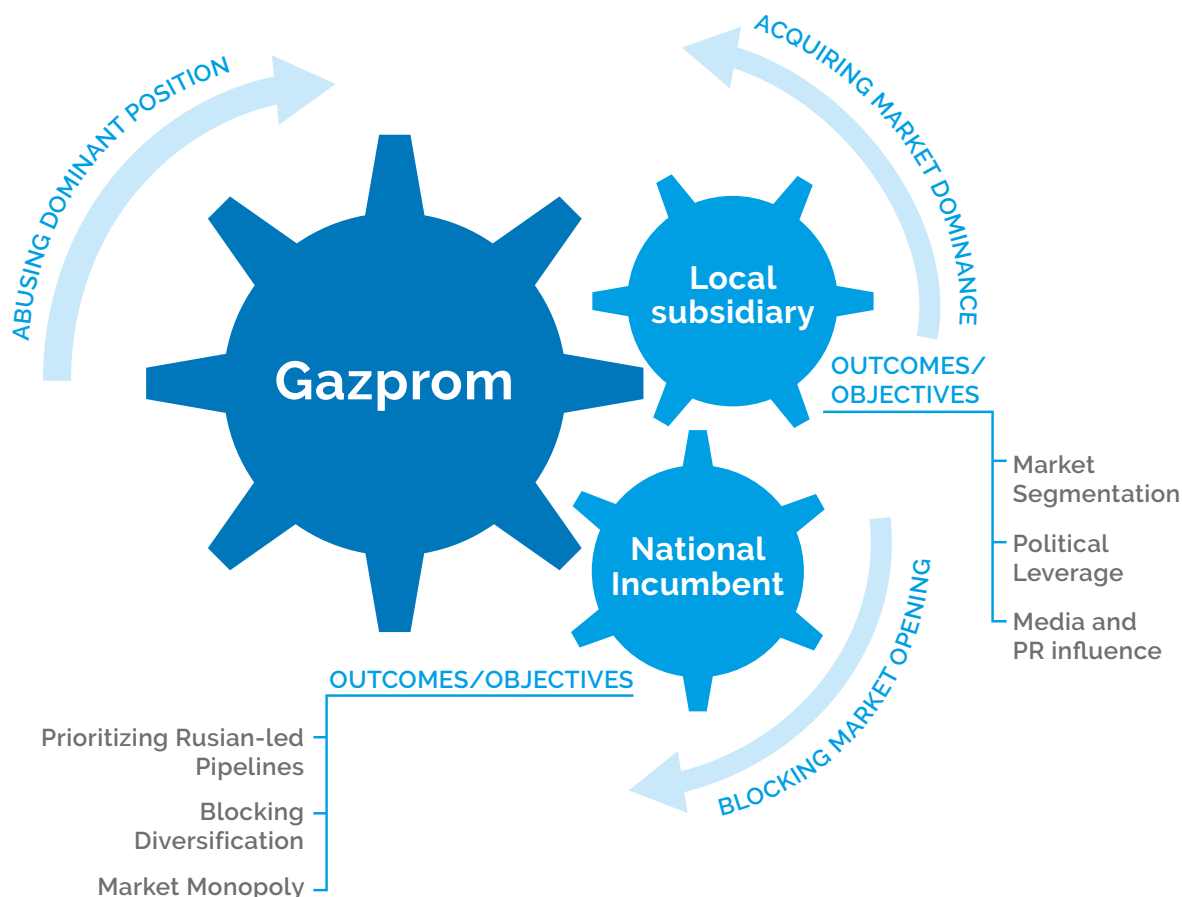 ABUSING DOMINANT POSITION
ACQUIRING MARKET DOMINANCE
Gazprom
Local
subsidiary
OUTCOMES/
OBJECTIVES
Market
Segmentation
Political
Leverage
Media and
PR influence
National
Incumbent
BLOCKING MARKET OPENING
OUTCOMES/OBJECTIVES
Prioritizing Rusian-led
Pipelines
Blocking
Diversification
Market Monopoly